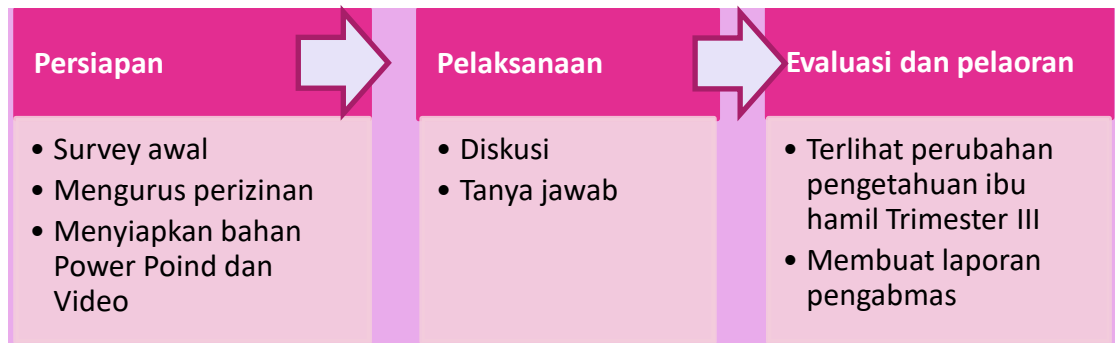 Persiapan
• Survey awal
• Mengurus perizinan
• Menyiapkan bahan
Power Poind dan
Video
Pelaksanaan
• Diskusi
• Tanya jawab
Evaluasi dan pelaoran
• Terlihat perubahan
pengetahuan ibu
hamil Trimester III
• Membuat laporan
pengabmas